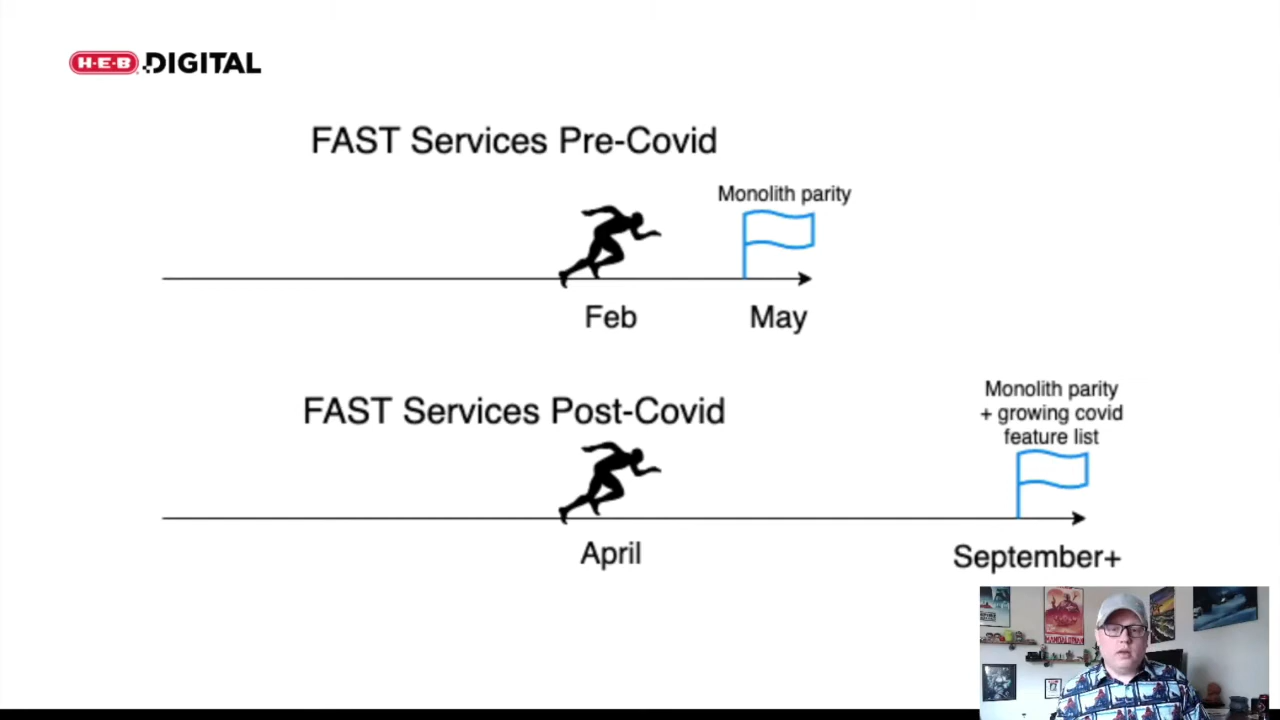 H-E-B DIGITAL
FAST Services Pre-Covid
Monolith parity
Feb
May
FAST Services Post-Covid
Monolith parity
+ growing covid
feature list
April
September+
MANDALORIAN